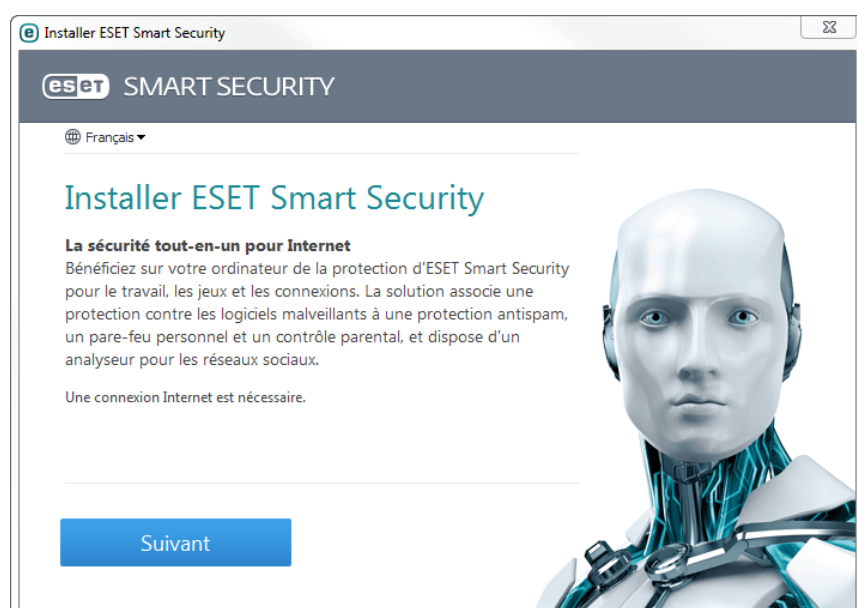 Installer ESET Smart Security
eset SMART SECURITY
Français
Installer ESET Smart Security
La sécurité tout-en-un pour Internet
Bénéficiez sur votre ordinateur de la protection d'ESET Smart Security
pour le travail, les jeux et les connexions. La solution associe une
protection contre les logiciels malveillants à une protection antispam,
un pare-feu personnel et un contrôle parental, et dispose d'un
analyseur pour les réseaux sociaux.
Une connexion Internet est nécessaire.
Suivant